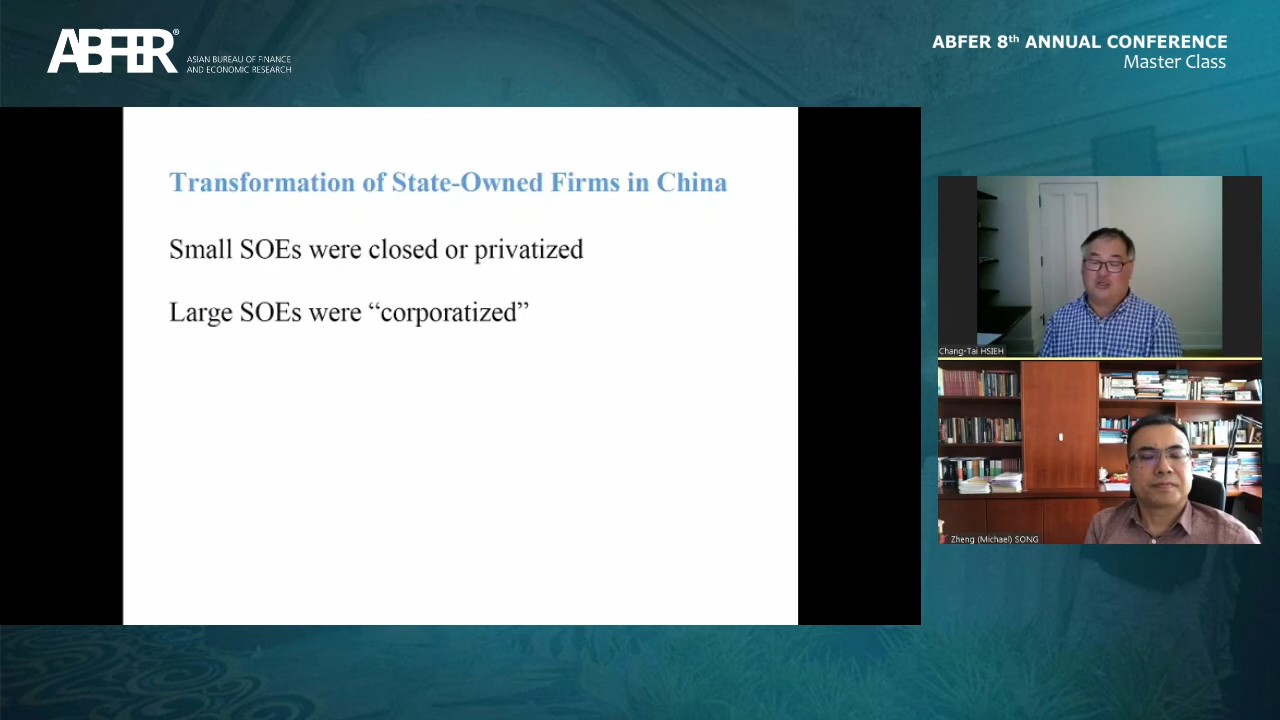 ABFER®
ASIAN BUREAU OF FINANCE
AND ECONOMIC RESEARCH
ABFER 8th ANNUAL CONFERENCE
Master Class
Transformation of State-Owned Firms in China
Small SOEs were closed or privatized
Large SOEs were “corporatized”
Chang-Tai HSIEH
Zheng (Michael) SONG